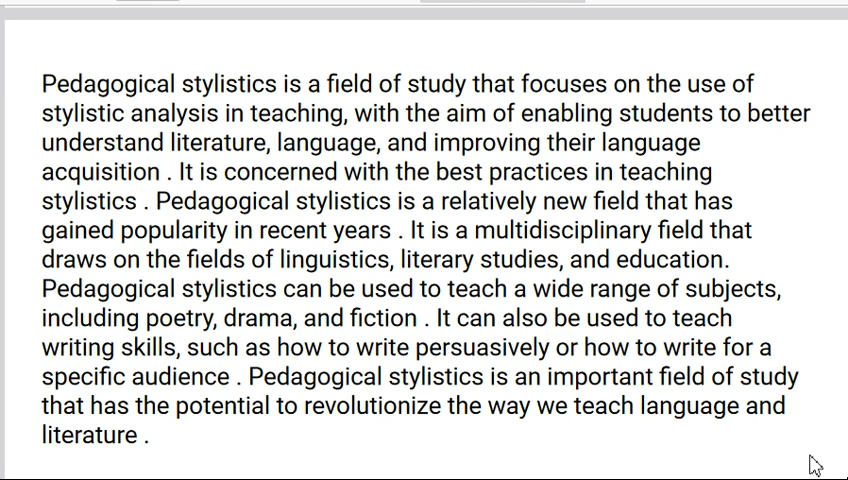 Pedagogical stylistics is a field of study that focuses on the use of
stylistic analysis in teaching, with the aim of enabling students to better
understand literature, language, and improving their language
acquisition . It is concerned with the best practices in teaching
stylistics . Pedagogical stylistics is a relatively new field that has
gained popularity in recent years . It is a multidisciplinary field that
draws on the fields of linguistics, literary studies, and education.
Pedagogical stylistics can be used to teach a wide range of subjects,
including poetry, drama, and fiction . It can also be used to teach
writing skills, such as how to write persuasively or how to write for a
specific audience . Pedagogical stylistics is an important field of study
that has the potential to revolutionize the way we teach language and
literature .